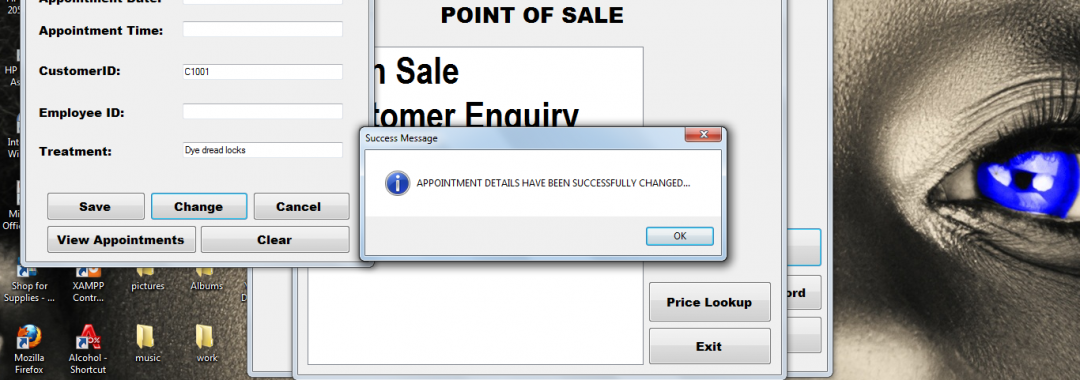 Appointment Date:
205
Appointment Time:
CustomerID:
C1001
Employee ID:
Treatment:
Dye dread locks
Save
Change
Cancel
View Appointments
Clear
POINT OF SALE
Sale
tomer Enquiry
Success Message
APPOINTMENT DETAILS HAVE BEEN SUCCESSFULLY CHANGED...
OK
Price Lookup
Exit
ord
HP
As
Int
Wi
Mi
Offi
Shop for
Supplies - ...
XAMPP
Contr...
pictures
Albums
Mozilla
Firefox
Alcohol -
Shortcut
music
work